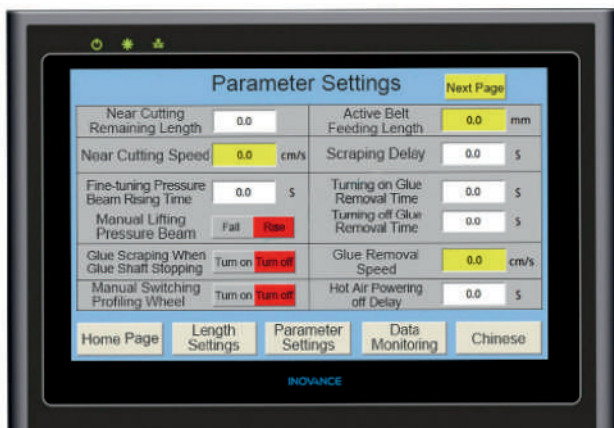 Parameter Settings
Next Page
Near Cutting
Remaining Length
0.0
Active Belt
Feeding Length
0.0
mm
Near Cutting Speed
0.0
cm/s
Scraping Delay
0.0
S
Fine-tuning Pressure
Beam Rising Time
0.0
S
Turning on Glue
Removal Time
0.0
S
Manual Lifting
Pressure Beam
Fall
Rise
Turning off Glue
Removal Time
0.0
S
Glue Scraping When
Glue Shaft Stopping
Turn on
Turn off
Glue Removal
Speed
0.0
cm/s
Manual Switching
Profiling Wheel
Turn on
Turn off
Hot Air Powering
off Delay
0.0
S
Home Page
Length
Settings
Parameter
Settings
Data
Monitoring
Chinese
INOVANCE